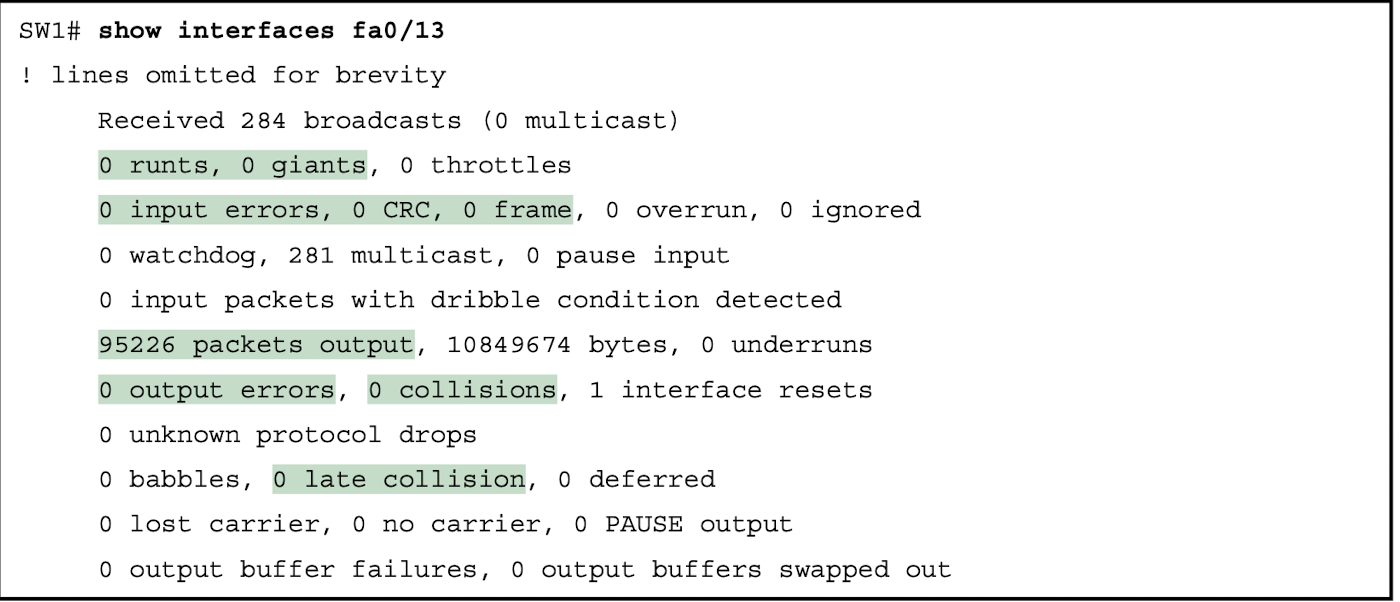 SW1# show interfaces fa0/13
! lines omitted for brevity
Received 284 broadcasts (0 multicast)
0 runts, 0 giants, 0 throttles
0 input errors, 0 CRC, 0 frame, 0 overrun, 0 ignored
0 watchdog, 281 multicast, 0 pause input
0 input packets with dribble condition detected
95226 packets output, 10849674 bytes, 0 underruns
0 output errors, 0 collisions, 1 interface resets
0 unknown protocol drops
0 babbles, 0 late collision, 0 deferred
0 lost carrier, 0 no carrier, 0 PAUSE output
0 output buffer failures, 0 output buffers swapped out